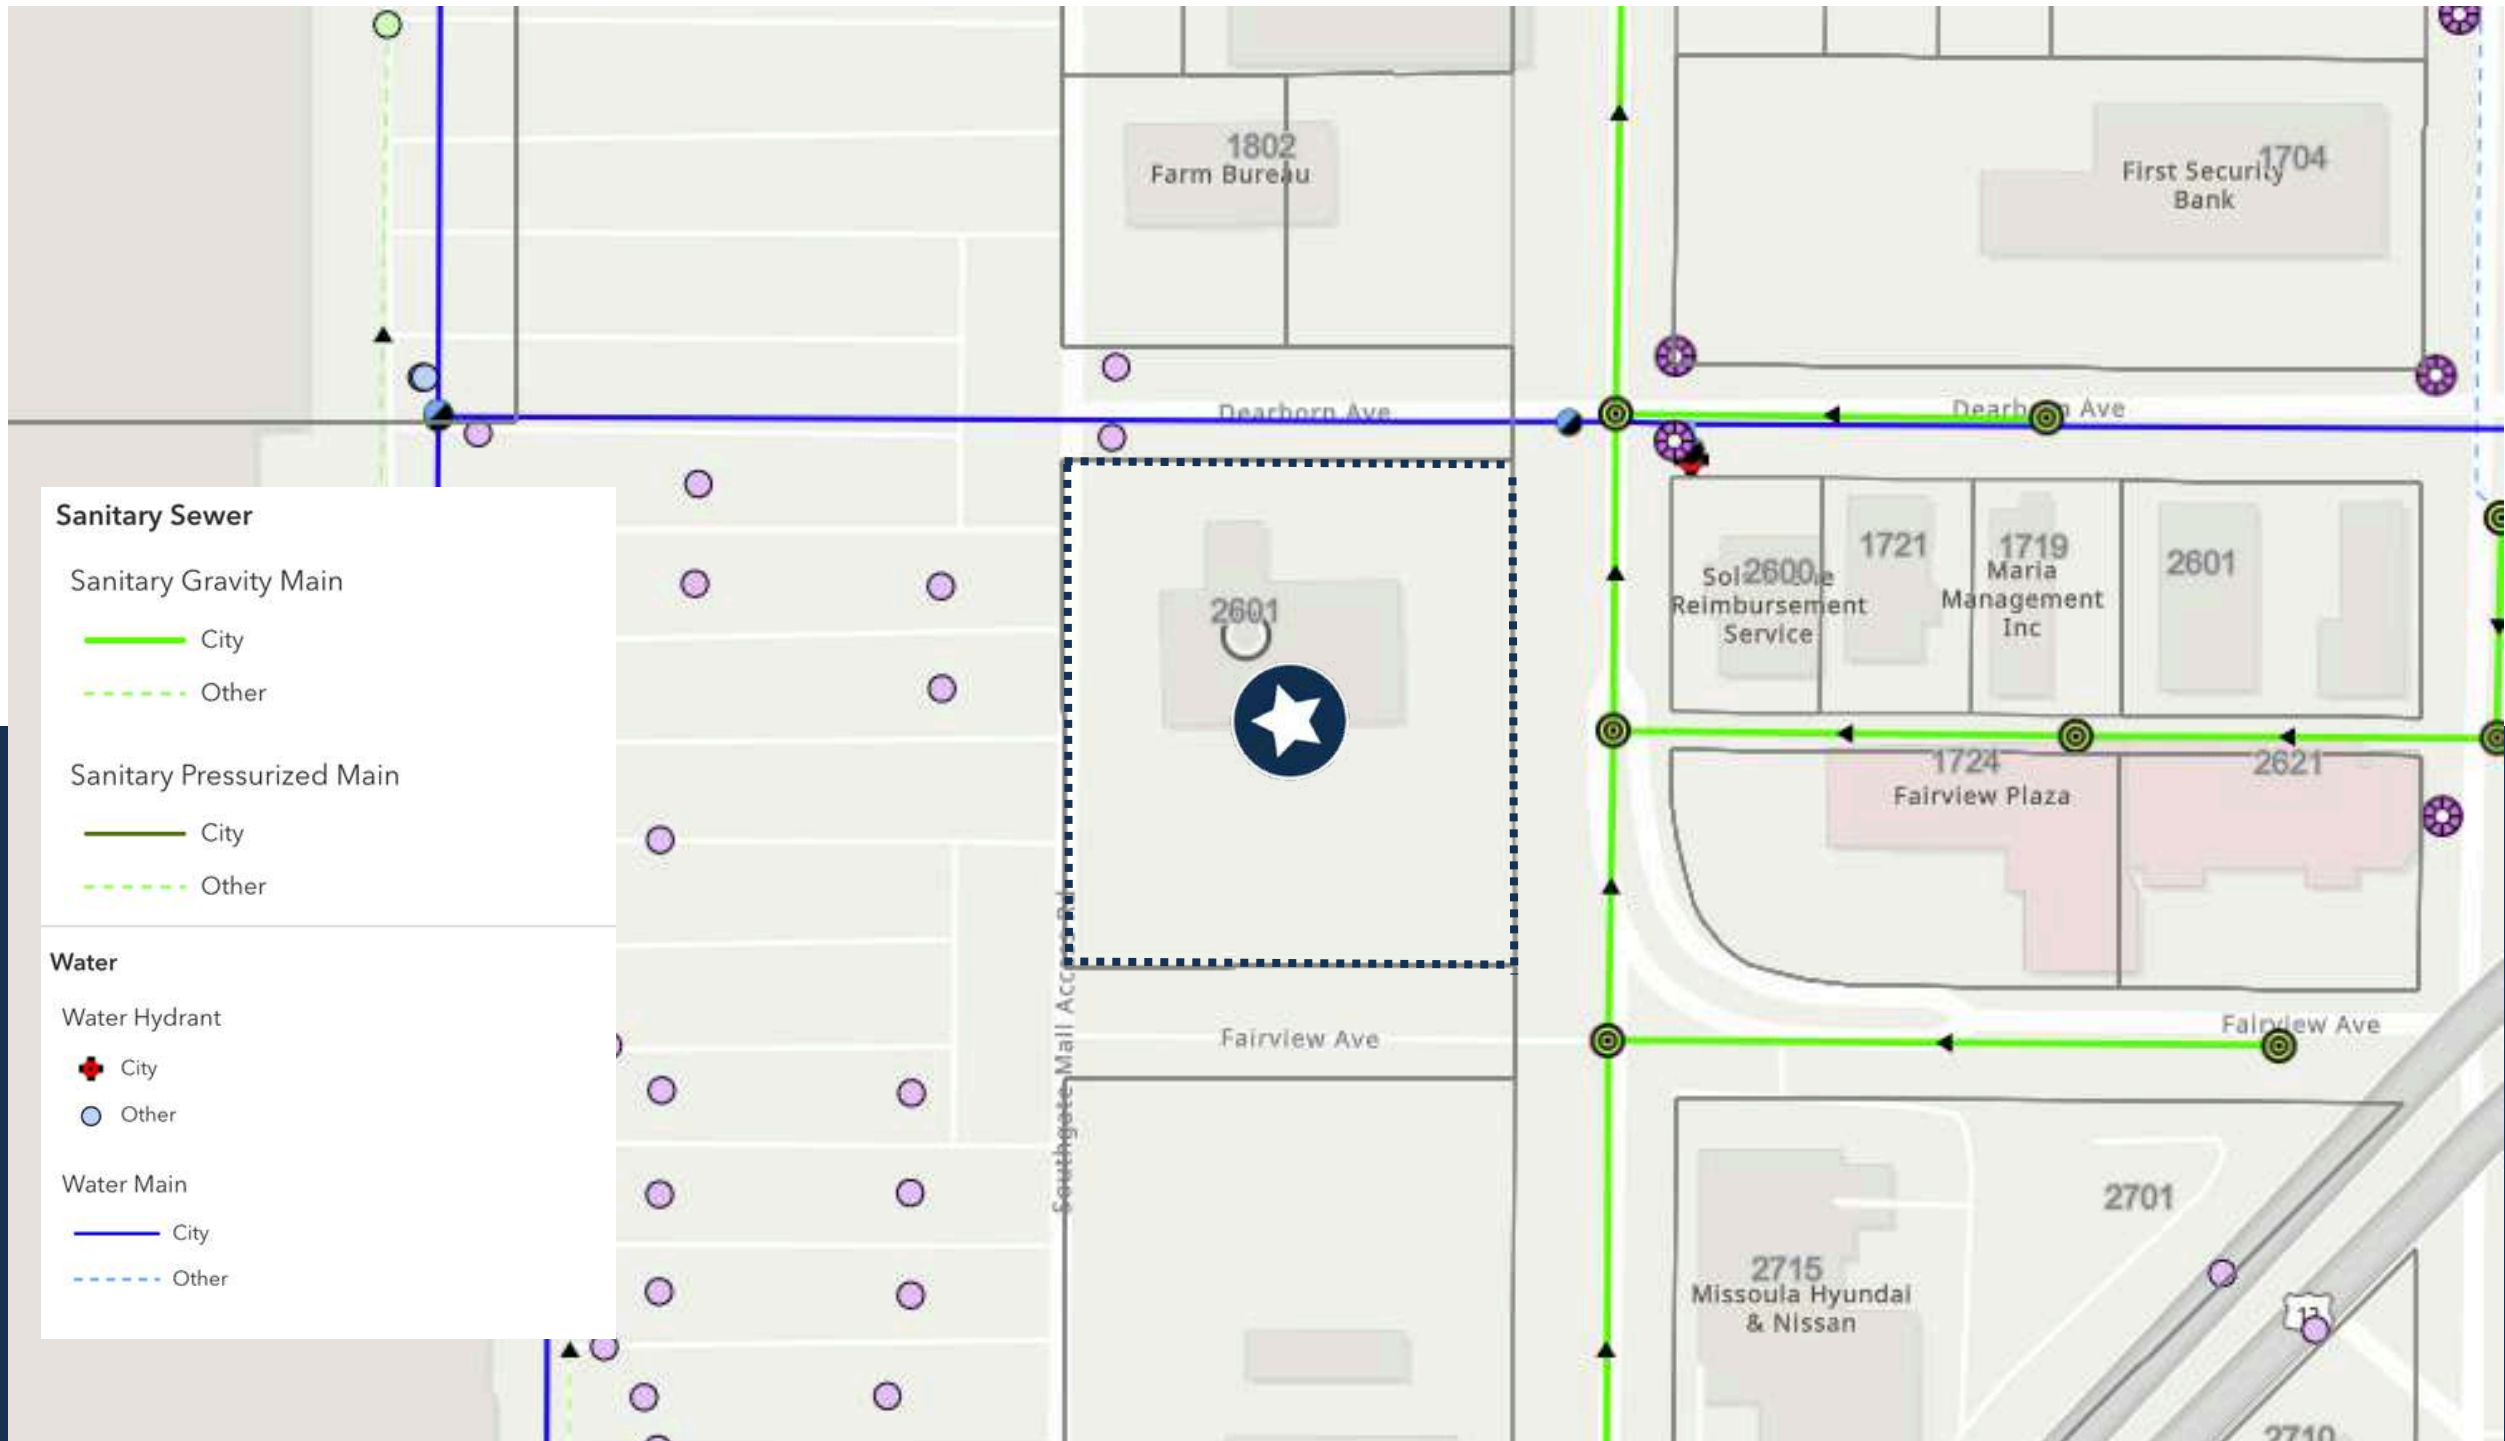 1802
Farm Bureau
First Security
1704
Bank
Dearborn Ave
Dearborn Ave
2601
2600
Reimbursement
Service
1721
1719
Maria
Management
Inc
2601
1724
Fairview Plaza
2621
Southgate Mall Access Rd
Fairview Ave
Fairview Ave
2701
2715
Missoula Hyundai
& Nissan
2710
Sanitary Sewer
Sanitary Gravity Main
City
Other
Sanitary Pressurized Main
City
Other
Water
Water Hydrant
City
Other
Water Main
City
Other